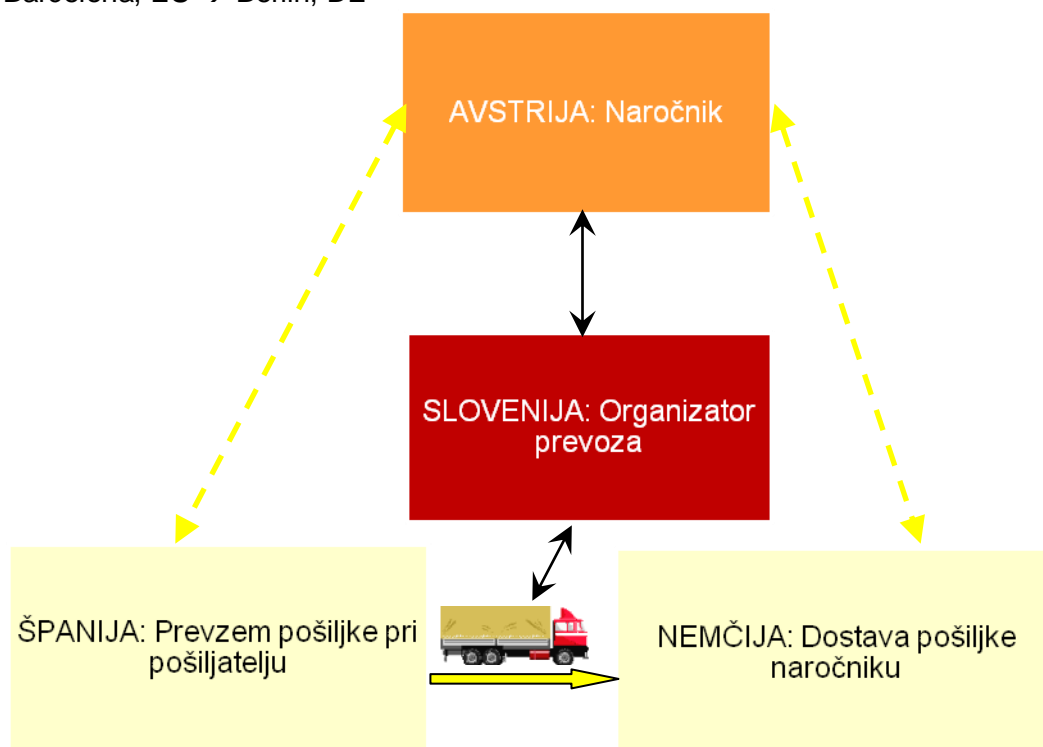 AVSTRIJA: Naročnik
SLOVENIJA: Organizator
prevoza
ŠPANIJA: Prevzem pošiljke pri
pošiljatelju
NEMČIJA: Dostava pošiljke
naročniku